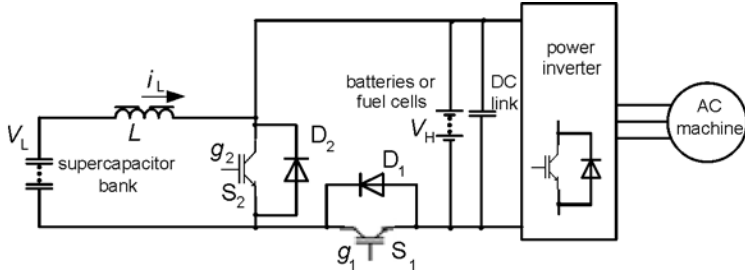 i_L
L
V_L
supercapacitor
bank
g_2
S_2
D_2
D_1
g_1
S_1
batteries or
fuel cells
V_H
DC
link
power
inverter
AC
machine